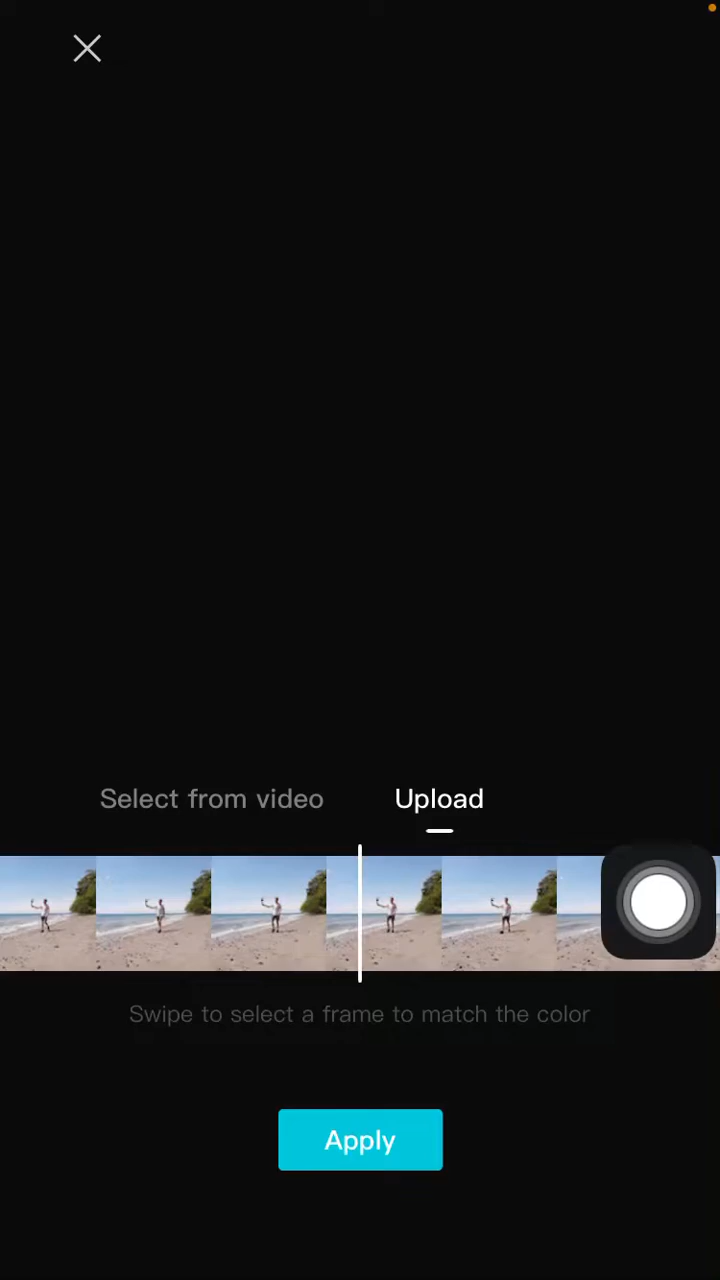 Select from video
Upload
Swipe to select a frame to match the color
Apply